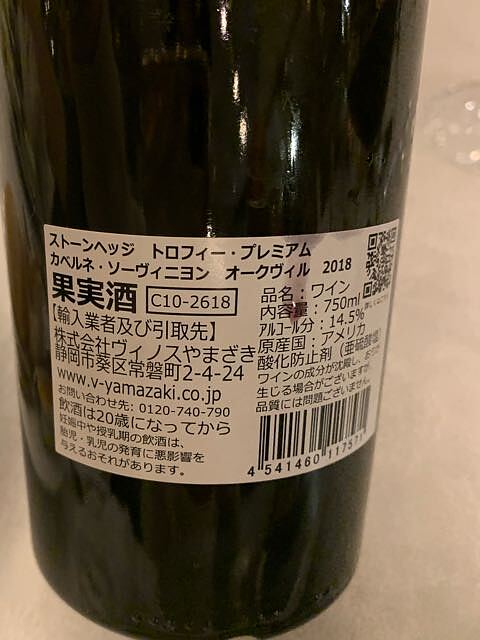 ストーンヘッジ トロフィー・プレミアム
カベルネ・ソーヴィニヨン オークヴィル 2018
果実酒 C10-2618
【輸入業者及び引取先】
株式会社ヴィノスやまざき
静岡市葵区常磐町2-4-24
www.v-yamazaki.co.jp
お問い合わせ先: 0120-740-790
飲酒は20歳になってから
妊娠中や授乳期の飲酒は、
胎児・乳児の発育に悪影響を
与えるおそれがあります。
品名：ワイン
内容量：750ml
アルコール分：14.5%
原産国：アメリカ
酸化防止剤（亜硫酸塩）
ワインの成分が沈殿し、
生じる場合がございますが、
品質には問題ございません。
4 541460 11757